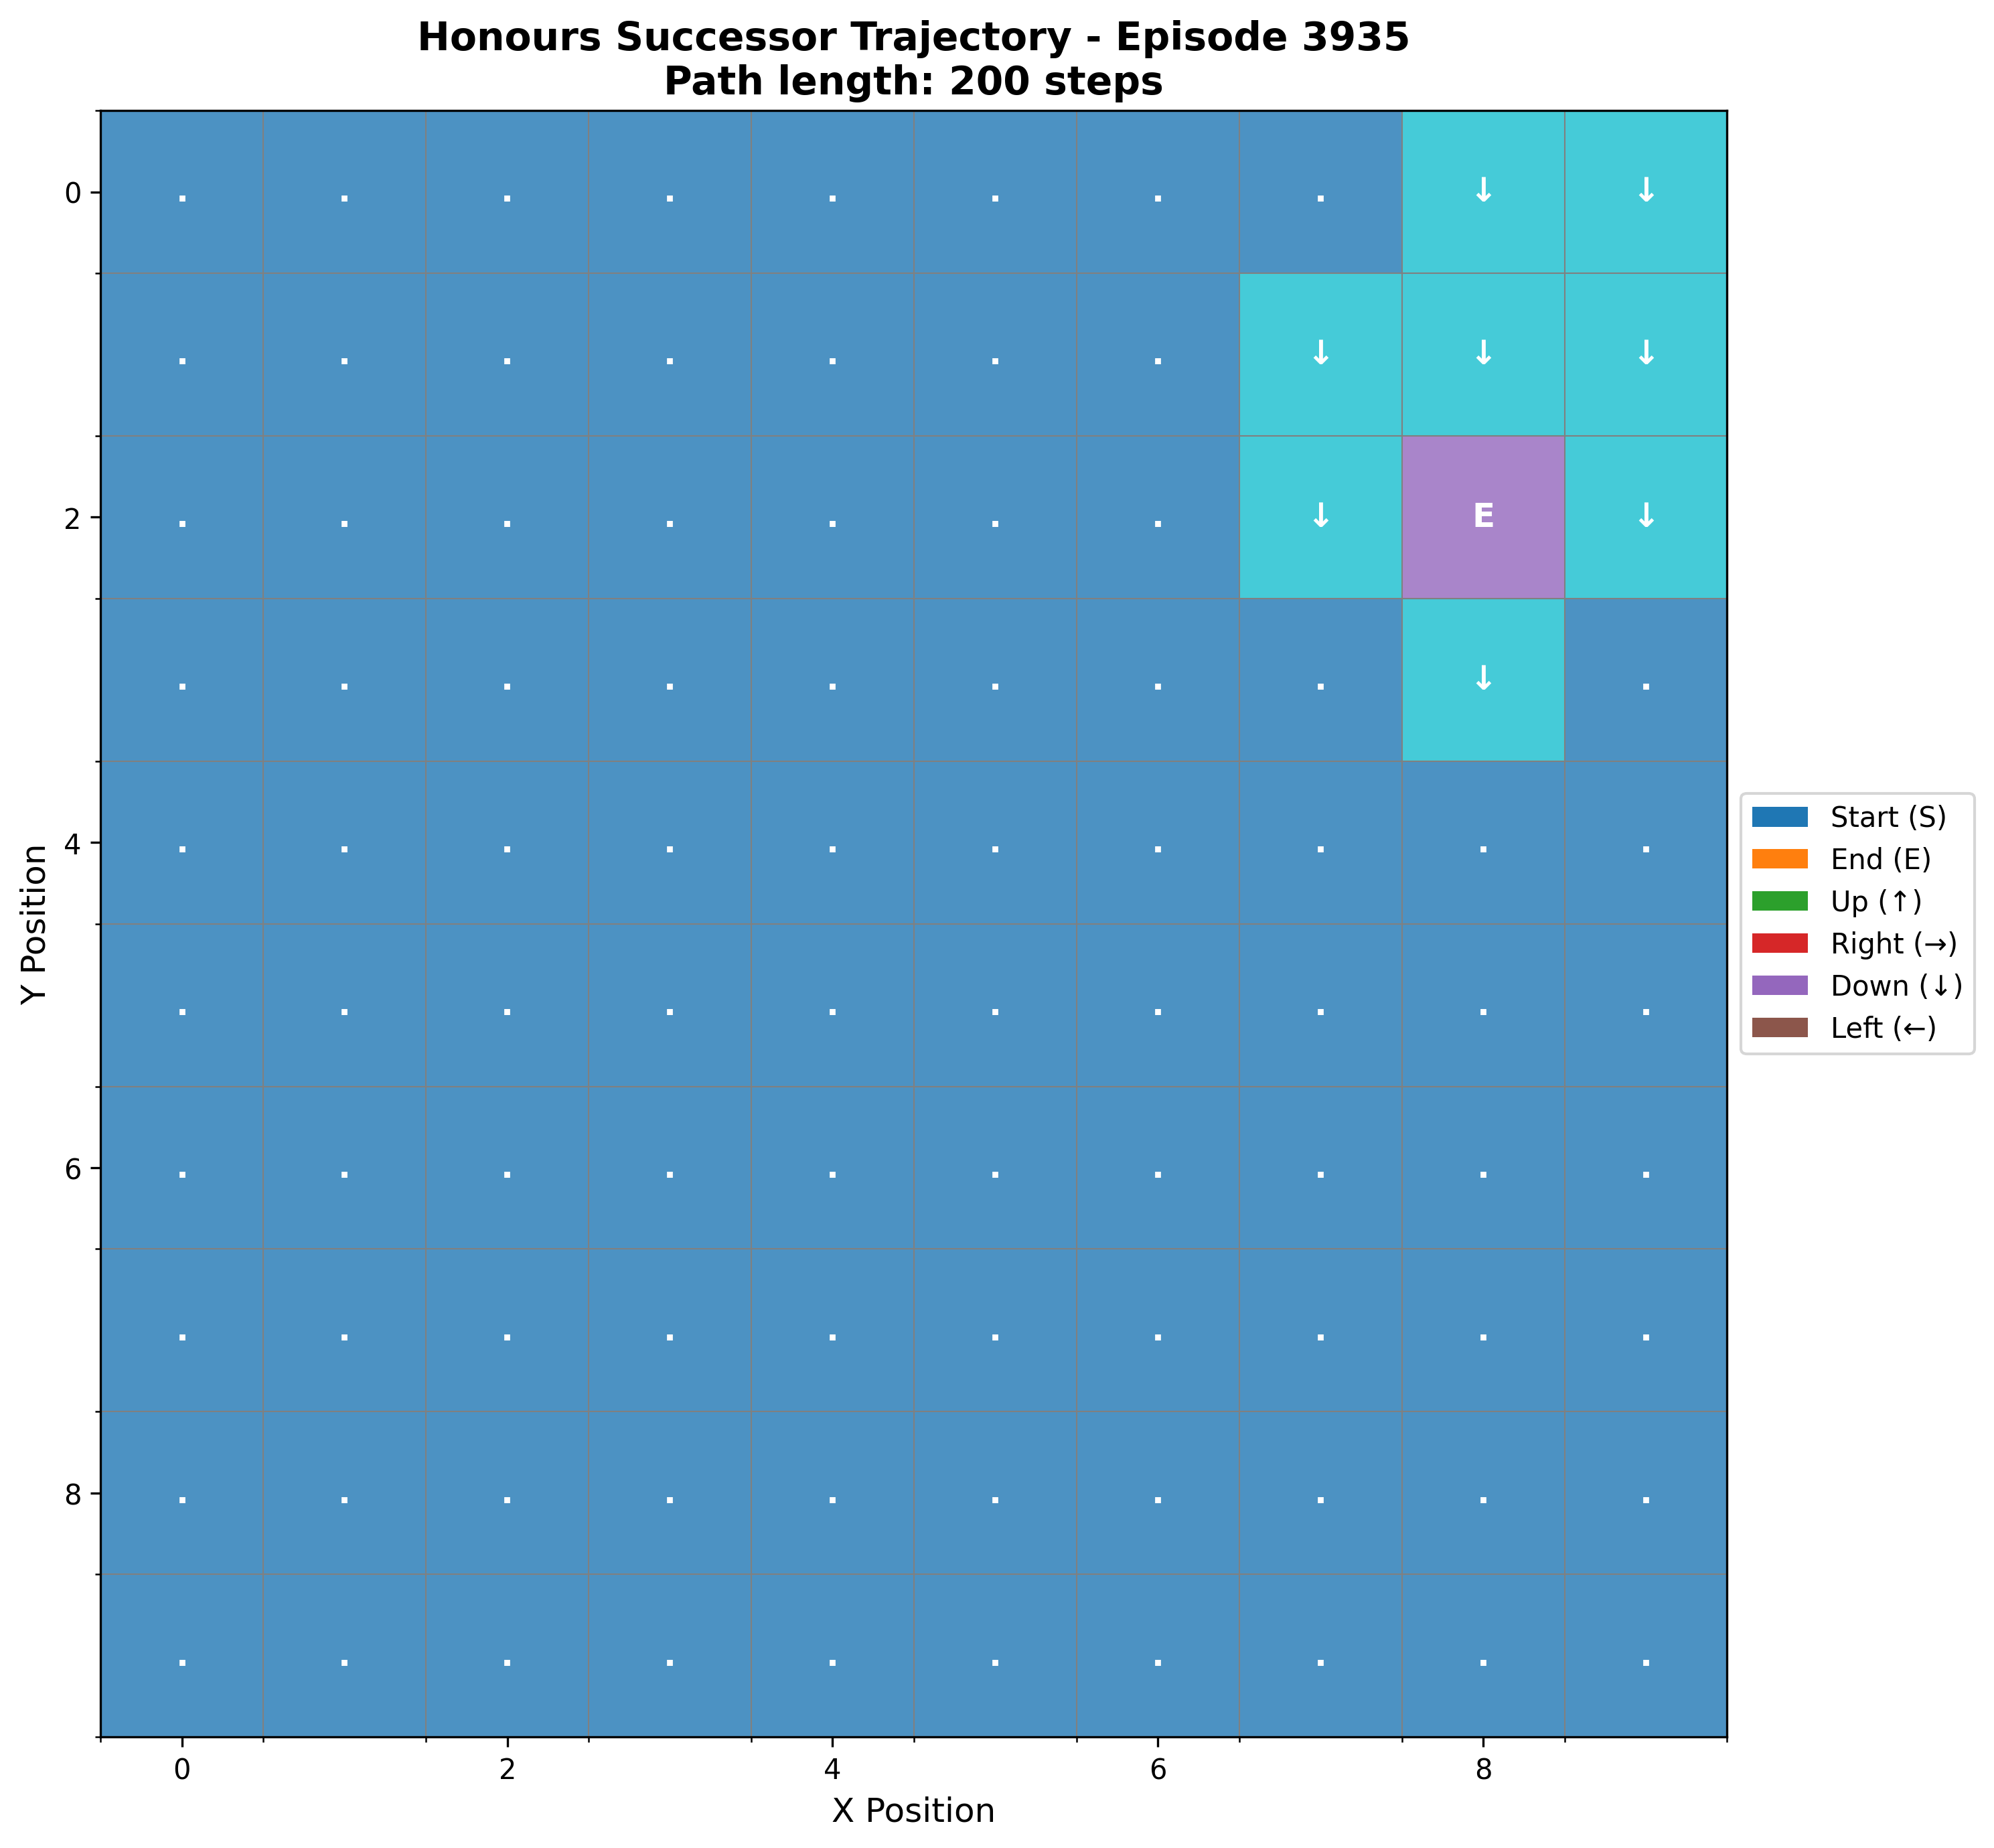 Honours Successor Trajectory - Episode 3935
Path length: 200 steps
0 . . . . . . . . ↓ ↓
. . . . . . . ↓ ↓ ↓
2 . . . . . . . ↓ E ↓
. . . . . . . . ↓ .
4 . . . . . . . . . .
. . . . . . . . . .
6 . . . . . . . . . .
. . . . . . . . . .
8 . . . . . . . . . .
. . . . . . . . . .
0 2 4 6 8
X Position
Y Position
Start (S)
End (E)
Up (↑)
Right (→)
Down (↓)
Left (←)